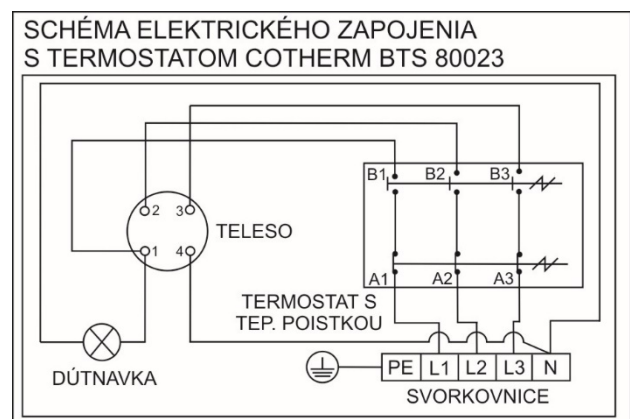 SCHÉMA ELEKTRICKÉHO ZAPOJENIA
S TERMOSTATOM COTHERM BTS 80023
B1 B2 B3
2 3
TELESO
1 4
A1 A2 A3
TERMOSTAT S
TEP. POISTKOU
PE L1 L2 L3 N
DÚTNAVKA
SVORKOVNICE